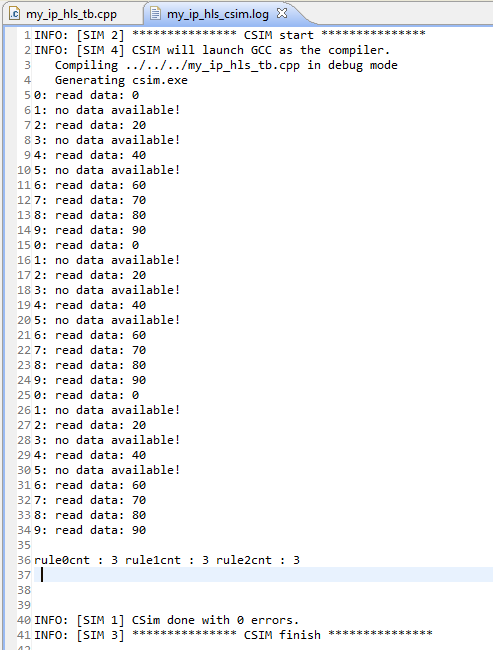 my_ip_hls_tb.cpp my_ip_hls_csim.log
1 INFO: [SIM 2] *************** CSIM start ***************
2 INFO: [SIM 4] CSIM will launch GCC as the compiler.
3    Compiling ../../../my_ip_hls_tb.cpp in debug mode
4    Generating csim.exe
5 0: read data: 0
6 1: no data available!
7 2: read data: 20
8 3: no data available!
9 4: read data: 40
10 5: no data available!
11 6: read data: 60
12 7: read data: 70
13 8: read data: 80
14 9: read data: 90
15 0: read data: 0
16 1: no data available!
17 2: read data: 20
18 3: no data available!
19 4: read data: 40
20 5: no data available!
21 6: read data: 60
22 7: read data: 70
23 8: read data: 80
24 9: read data: 90
25 0: read data: 0
26 1: no data available!
27 2: read data: 20
28 3: no data available!
29 4: read data: 40
30 5: no data available!
31 6: read data: 60
32 7: read data: 70
33 8: read data: 80
34 9: read data: 90
35
36 rule0cnt : 3 rule1cnt : 3 rule2cnt : 3
37
38
39
40 INFO: [SIM 1] CSim done with 0 errors.
41 INFO: [SIM 3] *************** CSIM finish ***************